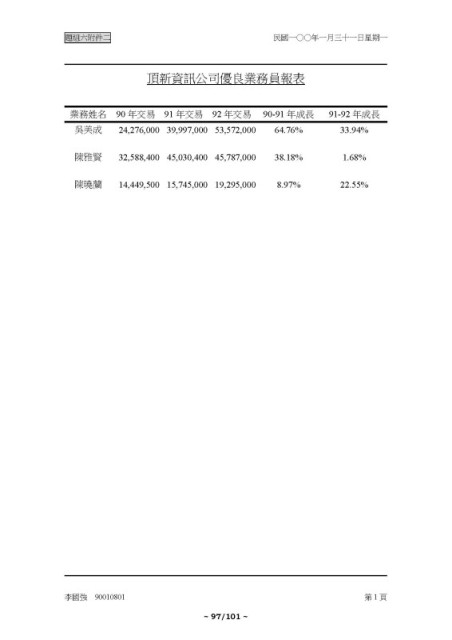 題組六附件二 民國一○○年一月三十一日星期一
頂新資訊公司優良業務員報表
業務姓名 90 年交易 91 年交易 92 年交易 90-91 年成長 91-92 年成長
吳美成 24,276,000 39,997,000 53,572,000 64.76% 33.94%
陳雅賢 32,588,400 45,030,400 45,787,000 38.18% 1.68%
陳曉蘭 14,449,500 15,745,000 19,295,000 8.97% 22.55%
李國強 90010801 第 1 頁
~ 97/101 ~